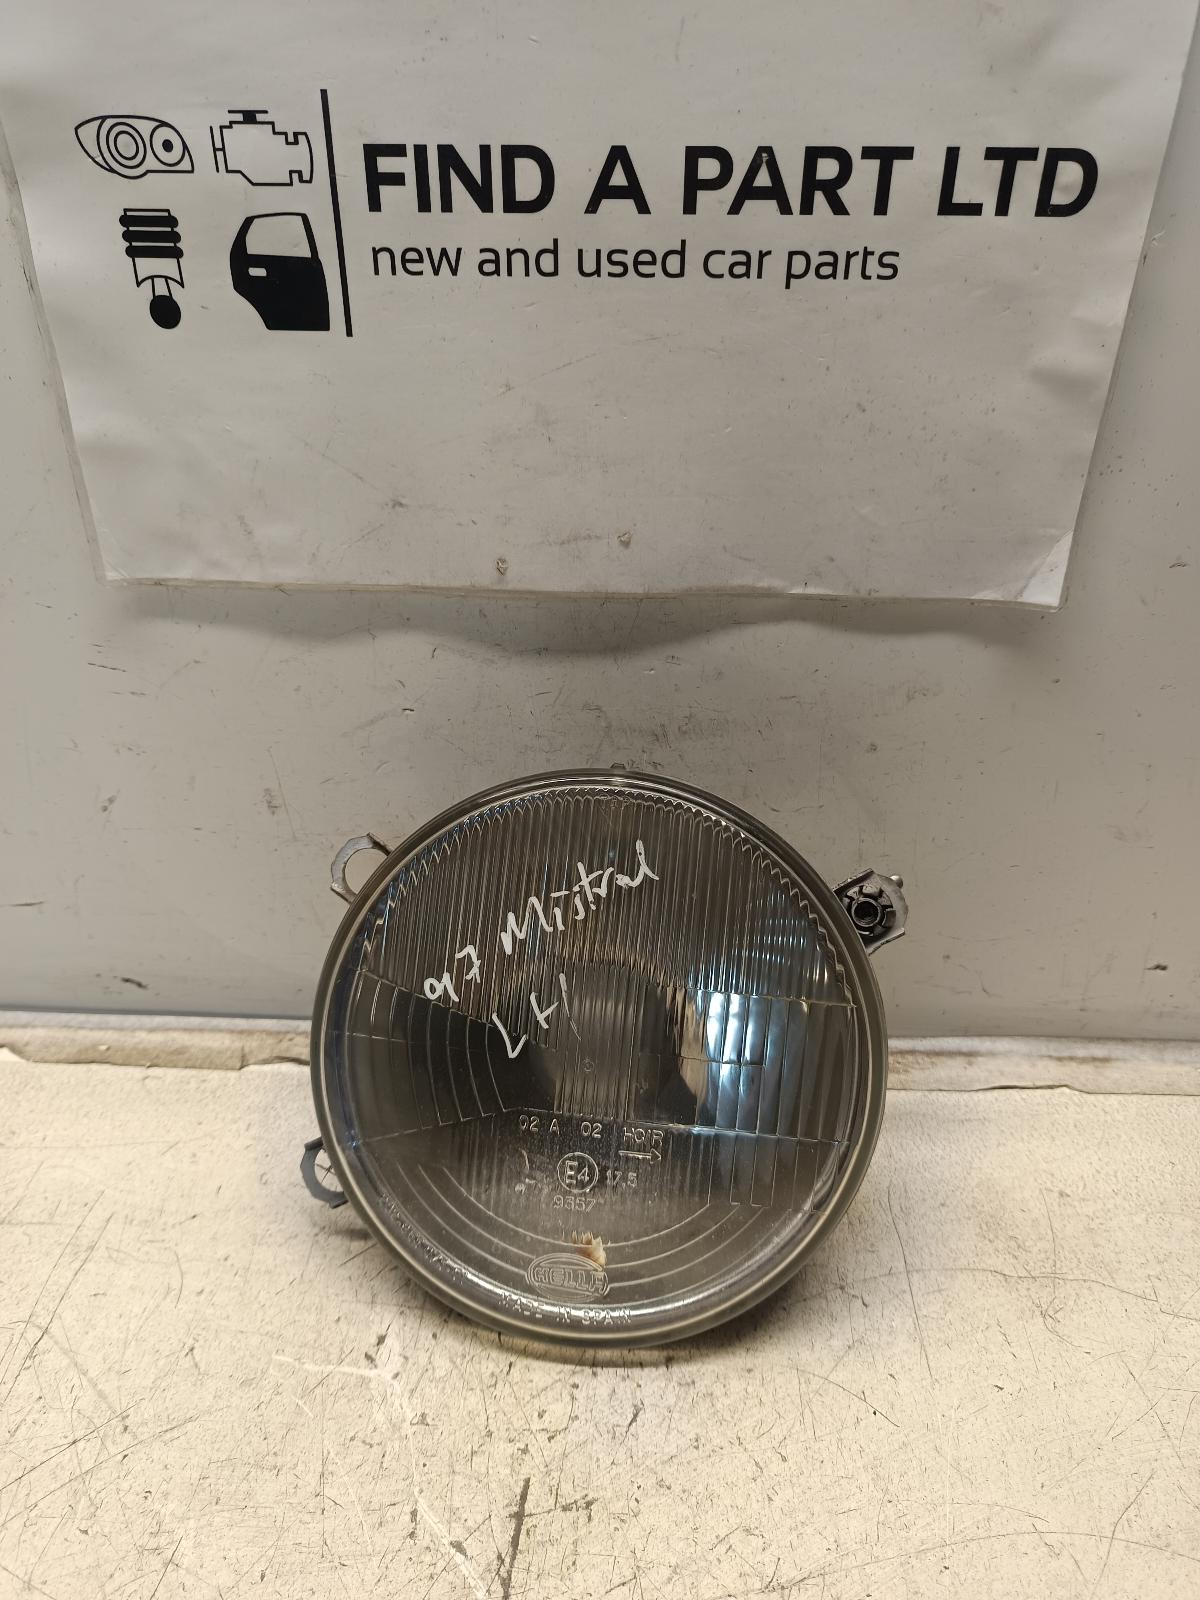 FIND A PART LTD
new and used car parts
97 Mistral
LH
02 A 02 HC/R
E4 17.5
9357
HELLA
MADE IN SPAIN